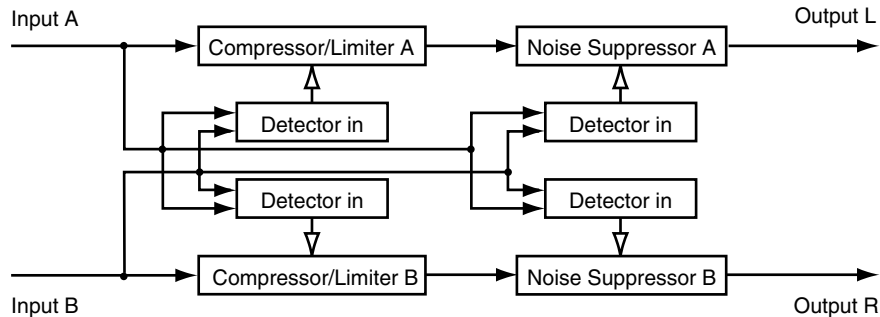 Input A
Output L
Compressor/Limiter A
Noise Suppressor A
Detector in
Detector in
Detector in
Detector in
Compressor/Limiter B
Noise Suppressor B
Input B
Output R